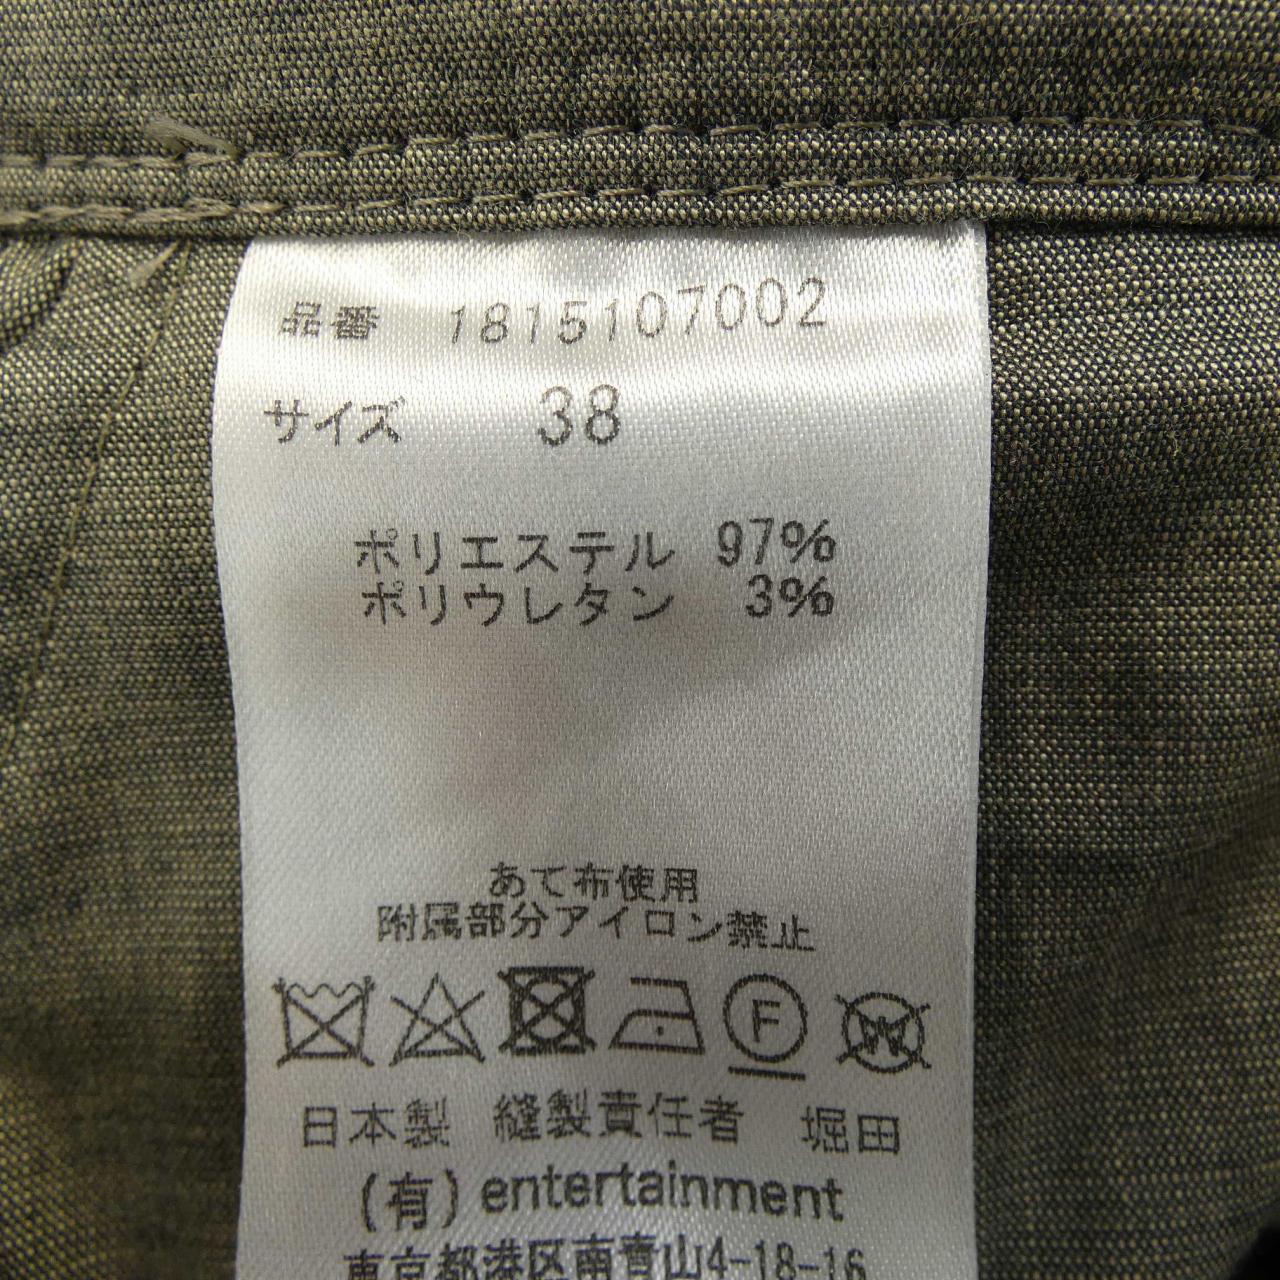 品番 1815107002
サイズ 38
ポリエステル 97%
ポリウレタン 3%
あて布使用
附属部分アイロン禁止
F W
日本製 縫製責任者 堀田
(有) entertainment
東京都港区南青山4-18-16